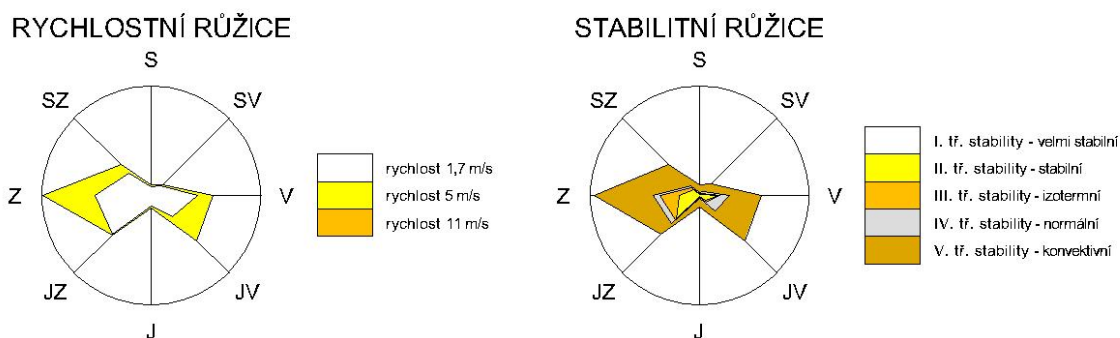 RYCHLOSTNÍ RŮŽICE
S
SZ
SV
Z
V
JZ
JV
J
rychlost 1,7 m/s
rychlost 5 m/s
rychlost 11 m/s
STABILITNÍ RŮŽICE
S
SZ
SV
Z
V
JZ
JV
J
I. tř. stability - velmi stabilní
II. tř. stability - stabilní
III. tř. stability - izotermní
IV. tř. stability - normální
V. tř. stability - konvektivní